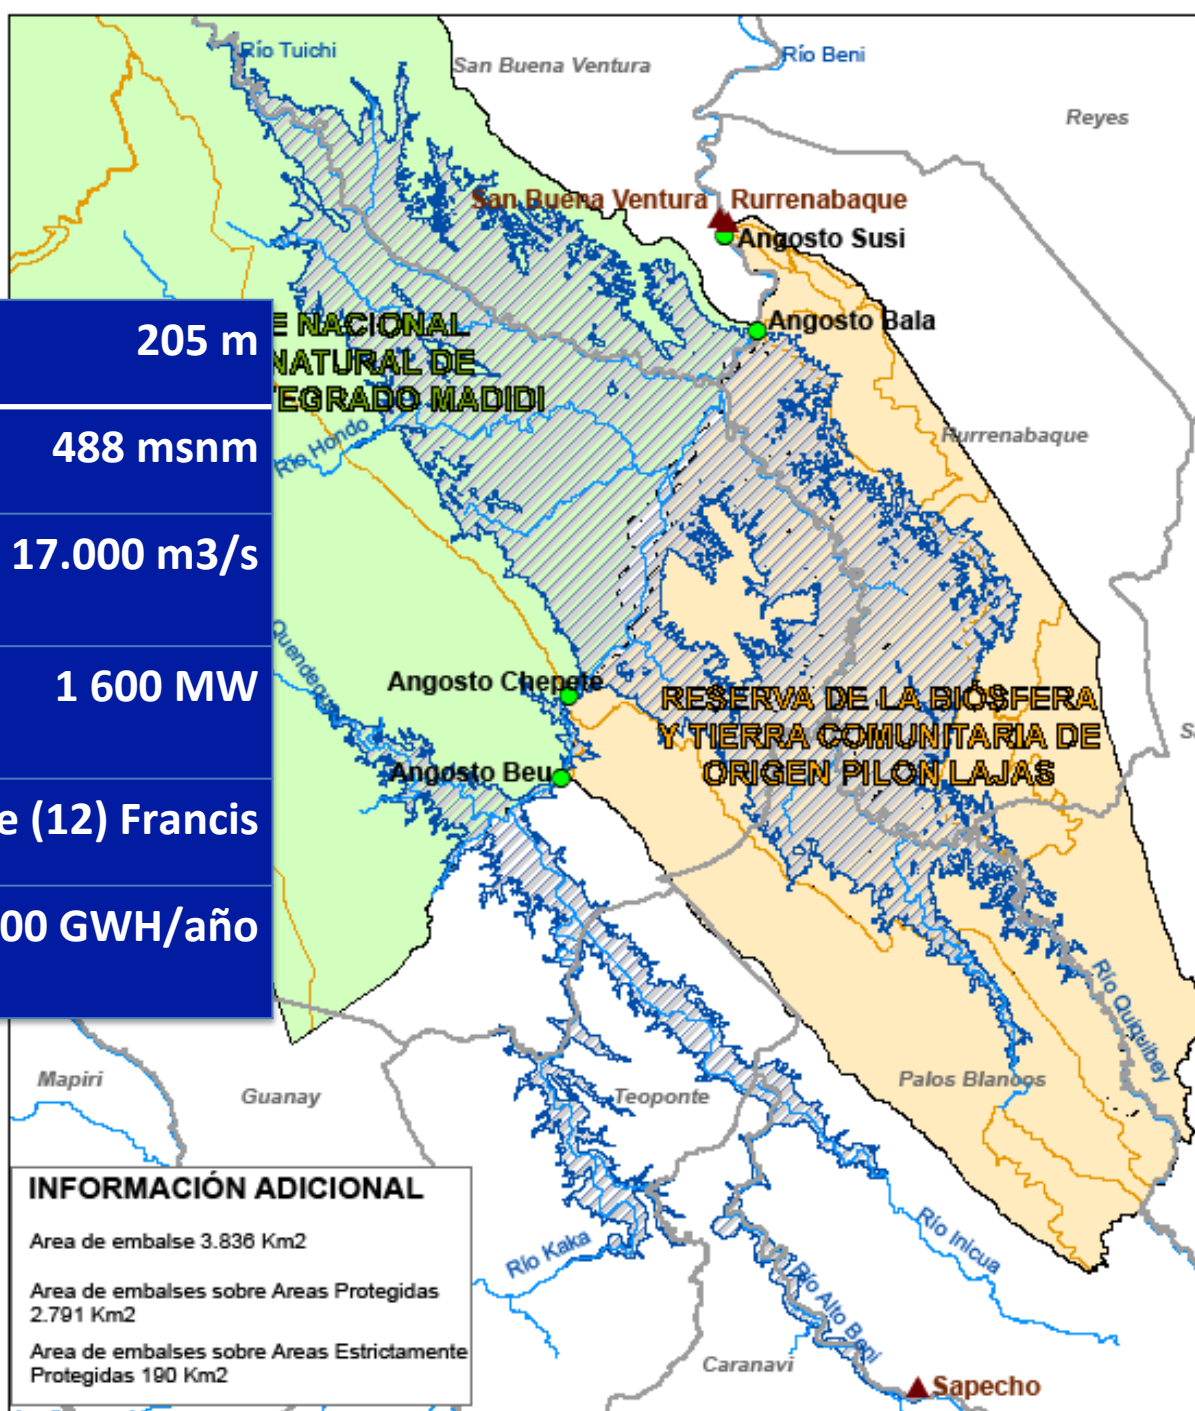 Río Tuichi
San Buena Ventura
Río Beni
Reyes
San Buena Ventura
Rurrenabaque
Angosto Susi
Angosto Bala
205 m
488 msnm
17.000 m3/s
1 600 MW
(12) Francis
GWH/año
NACIONAL
NATURAL DE
MADIDI
Río Hondo
Rurrenabaque
Angosto Chepete
RESERVA DE LA BIÓSFERA
Y TIERRA COMUNITARIA DE
ORIGEN PILON LAJAS
Angosto Beu
Río Quiquibey
Mapiri
Guanay
Teoponte
Palos Blancos
INFORMACIÓN ADICIONAL
Area de embalse 3.836 Km2
Area de embalses sobre Areas Protegidas
2.791 Km2
Area de embalses sobre Areas Estrictamente
Protegidas 190 Km2
Río Kaka
Río Inicua
Río Alto Beni
Caranavi
Sapecho